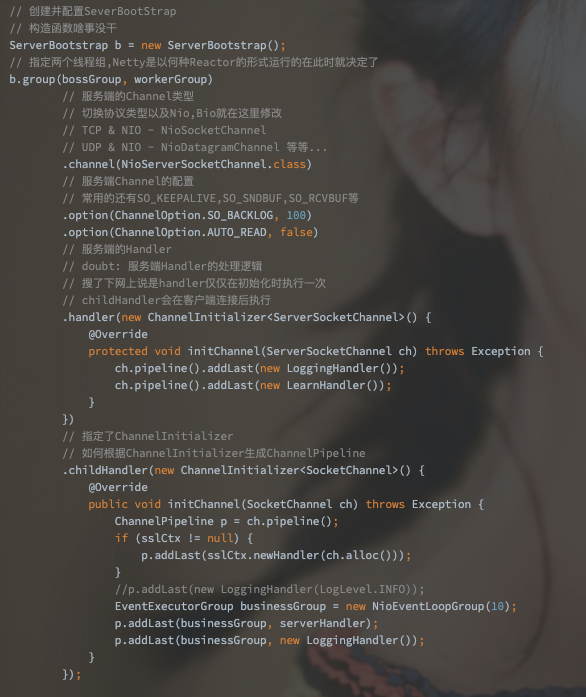 // 创建并配置SeverBootStrap
// 构造函数啥事没干
ServerBootstrap b = new ServerBootstrap();
// 指定两个线程组,Netty是以何种Reactor的形式运行的在此时就决定了
b.group(bossGroup, workerGroup)
// 服务端的Channel类型
// 切换协议类型以及Nio,Bio就在这里修改
// TCP & NIO - NioSocketChannel
// UDP & NIO - NioDatagramChannel 等等...
.channel(NioServerSocketChannel.class)
// 服务端Channel的配置
// 常用的还有SO_KEEPALIVE,SO_SNDBUF,SO_RCVBUF等
.option(ChannelOption.SO_BACKLOG, 100)
.option(ChannelOption.AUTO_READ, false)
// 服务端的Handler
// doubt: 服务端Handler的处理逻辑
// 搜了下网上说是handler仅仅在初始化时执行一次
// childHandler会在客户端连接后执行
.handler(new ChannelInitializer<ServerSocketChannel>() {
@Override
protected void initChannel(ServerSocketChannel ch) throws Exception {
ch.pipeline().addLast(new LoggingHandler());
ch.pipeline().addLast(new LearnHandler());
}
})
// 指定了ChannelInitializer
// 如何根据ChannelInitializer生成ChannelPipeline
.childHandler(new ChannelInitializer<SocketChannel>() {
@Override
public void initChannel(SocketChannel ch) throws Exception {
ChannelPipeline p = ch.pipeline();
if (sslCtx != null) {
p.addLast(sslCtx.newHandler(ch.alloc()));
}
//p.addLast(new LoggingHandler(LogLevel.INFO));
EventExecutorGroup businessGroup = new NioEventLoopGroup(10);
p.addLast(businessGroup, serverHandler);
p.addLast(businessGroup, new LoggingHandler());
}
});